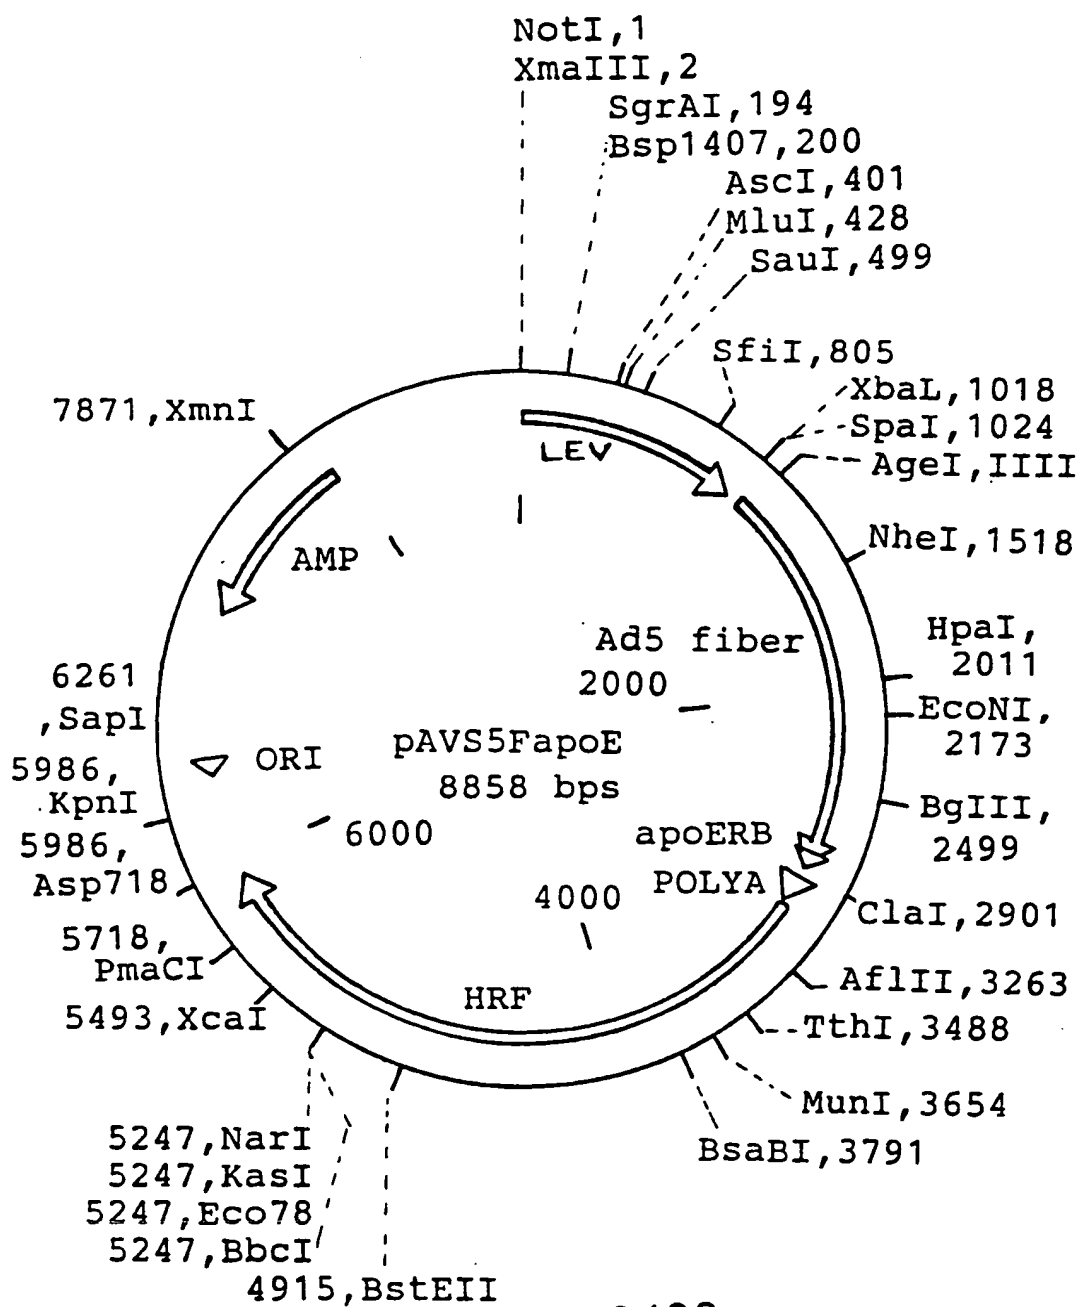 NotI,1
XmaIII,2
SgrAI,194
Bsp1407,200
AscI,401
MluI,428
SauI,499
SfiI,805
XbaL,1018
SpaI,1024
AgeI,IIII
NheI,1518
HpaI,
2011
EcoNI,
2173
BgIII,
2499
ClaI,2901
AflII,3263
TthI,3488
MunI,3654
BsaBI,3791
4915,BstEII
5247,BbcI
5247,Eco78
5247,KasI
5247,NarI
5493,XcaI
5718,
PmaCI
5986,
Asp718
5986,
KpnI
6261
,SapI
7871,XmnI
LEV
AMP
Ad5 fiber
2000
pAVS5FapoE
8858 bps
ORI
6000
apoERB
POLYA
4000
HRF